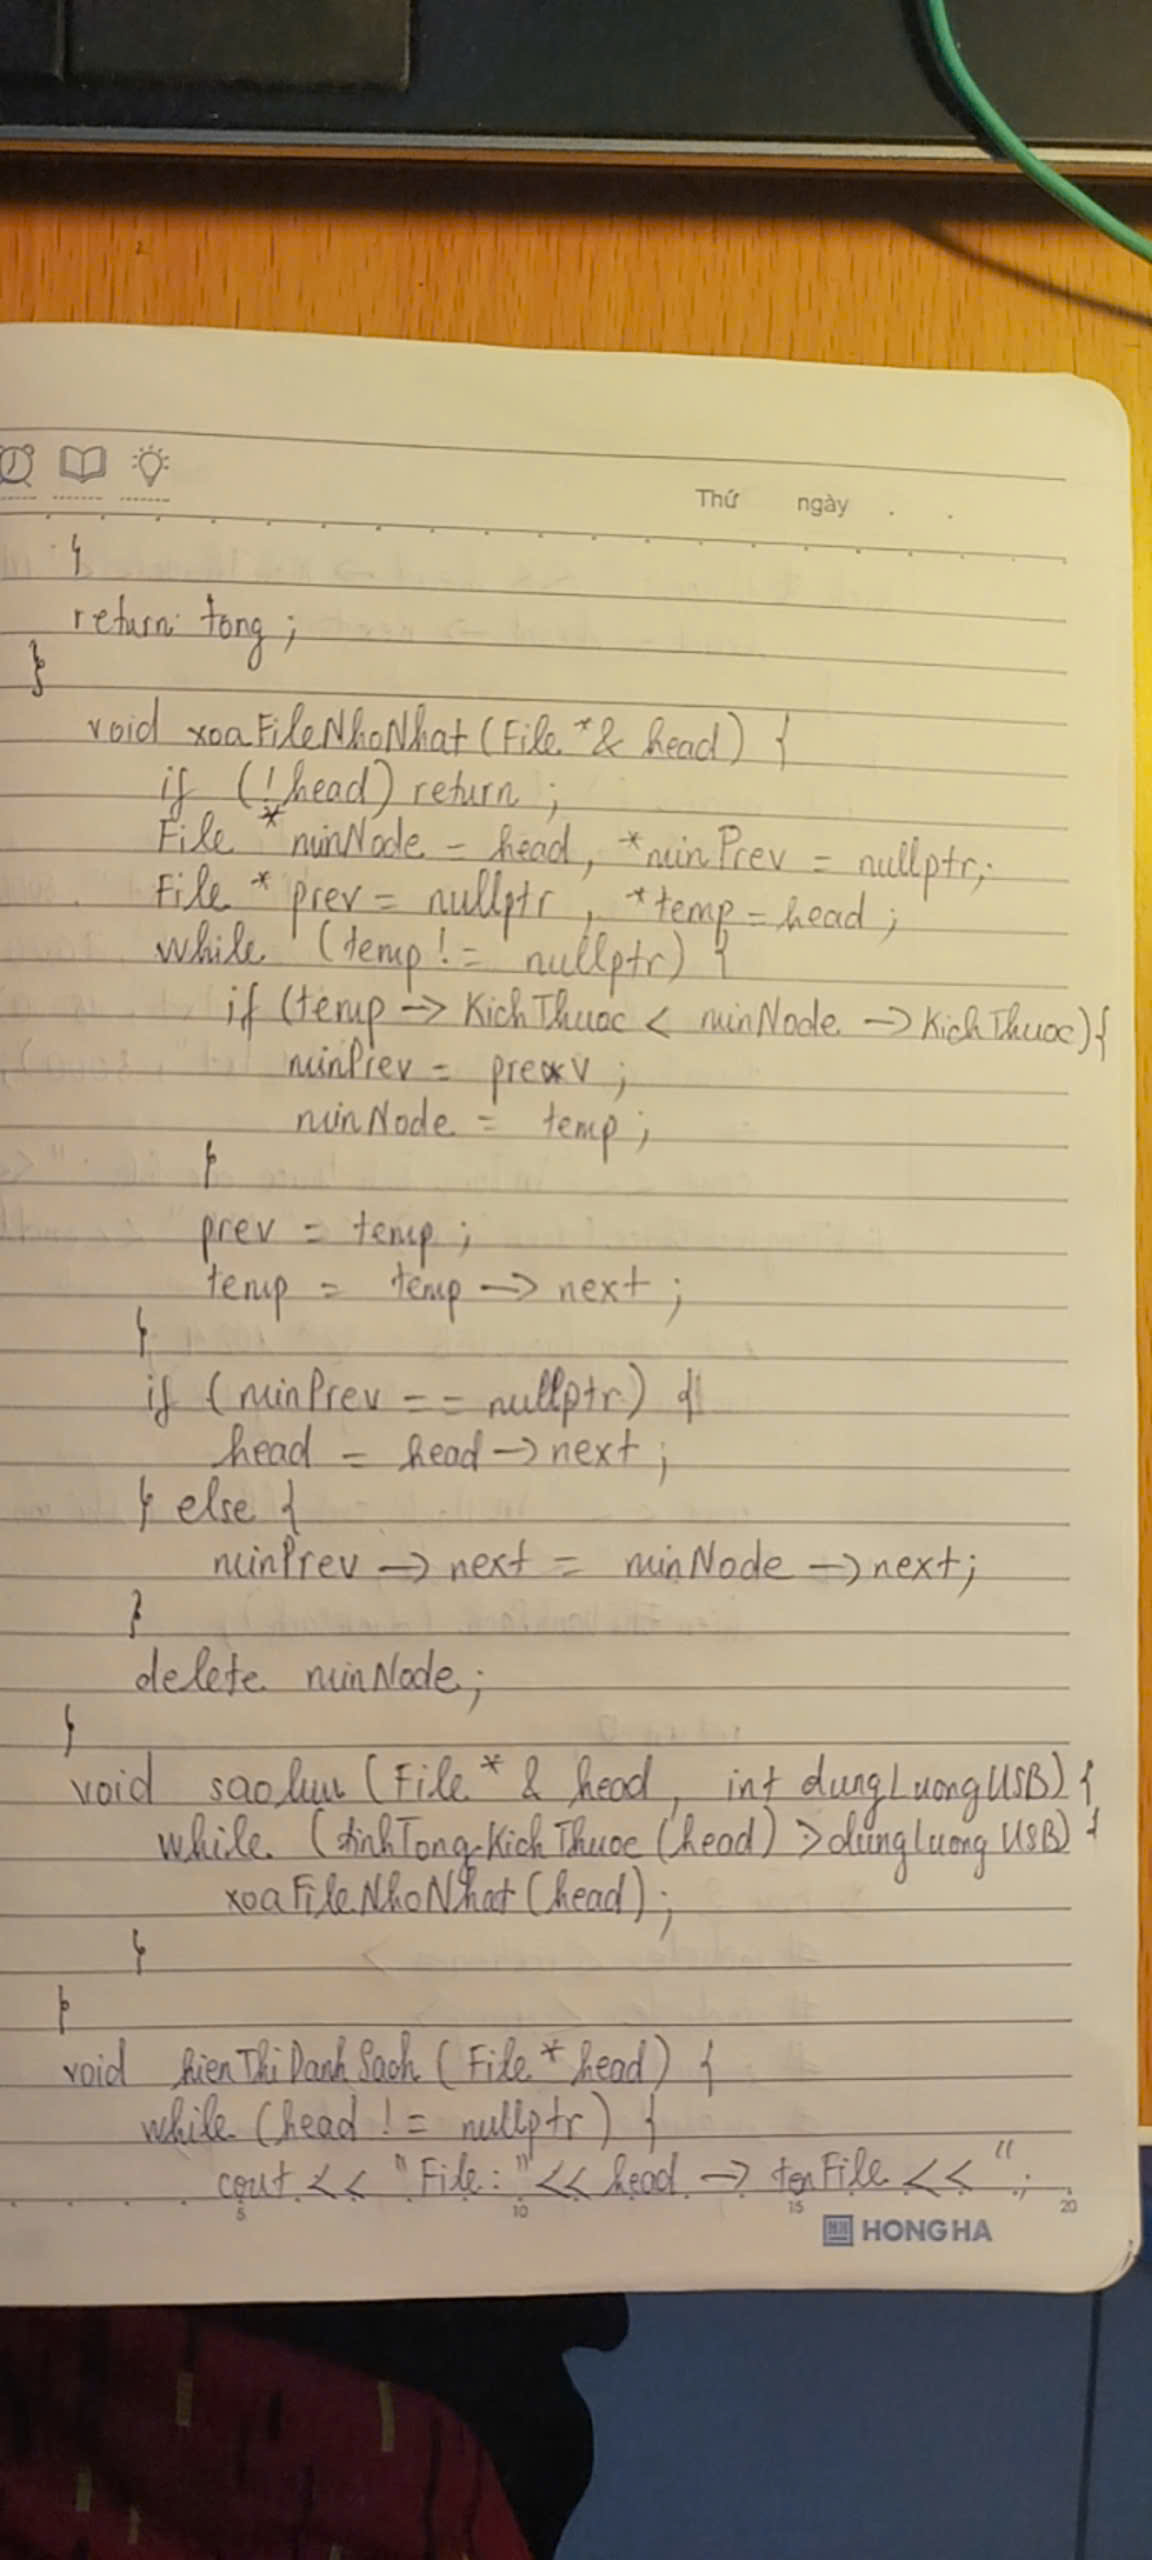 Thứ ngày . .
}
return tong ;
}
void xoaFileNhoNhat (File *& head) {
if (!head) return ;
File * minNode = head, *minPrev = nullptr;
File * prev = nullptr , *temp = head ;
while (temp != nullptr) {
if (temp -> KichThuoc < minNode -> KichThuoc) {
minPrev = prev ;
minNode = temp ;
}
prev = temp ;
temp = temp -> next ;
}
if (minPrev == nullptr) {
head = head -> next ;
} else {
minPrev -> next = minNode -> next;
}
delete minNode ;
}
void saoluu (File * & head , int dungLuongUSB) {
while (tinhTongKichThuoc (head) > dungLuongUSB) {
xoaFileNhoNhat (head) ;
}
}
void hienThiDanhSach (File * head) {
while (head != nullptr) {
cout << "File: " << head -> tenFile << " ;
5 10 15 20
HONG HA